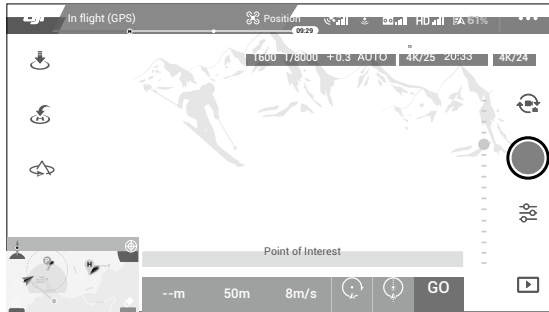 dji In flight (GPS) Position HD 61% •••
09:29
1600 1/8000 +0.3 AUTO 4K/25 20:33 4K/24
Point of Interest
H
--m 50m 8m/s GO